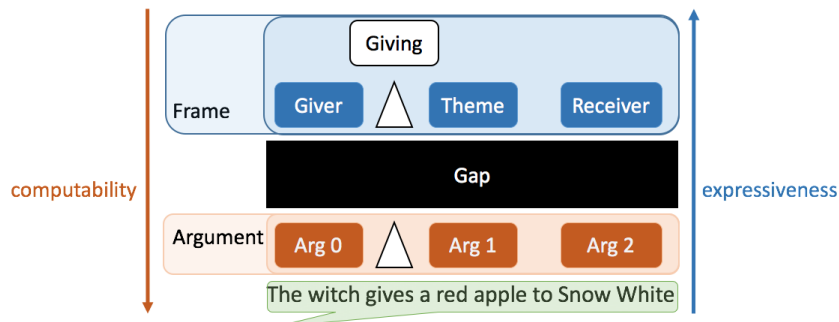 Giving
Frame Giver Theme Receiver
computability Gap expressiveness
Argument Arg 0 Arg 1 Arg 2
The witch gives a red apple to Snow White